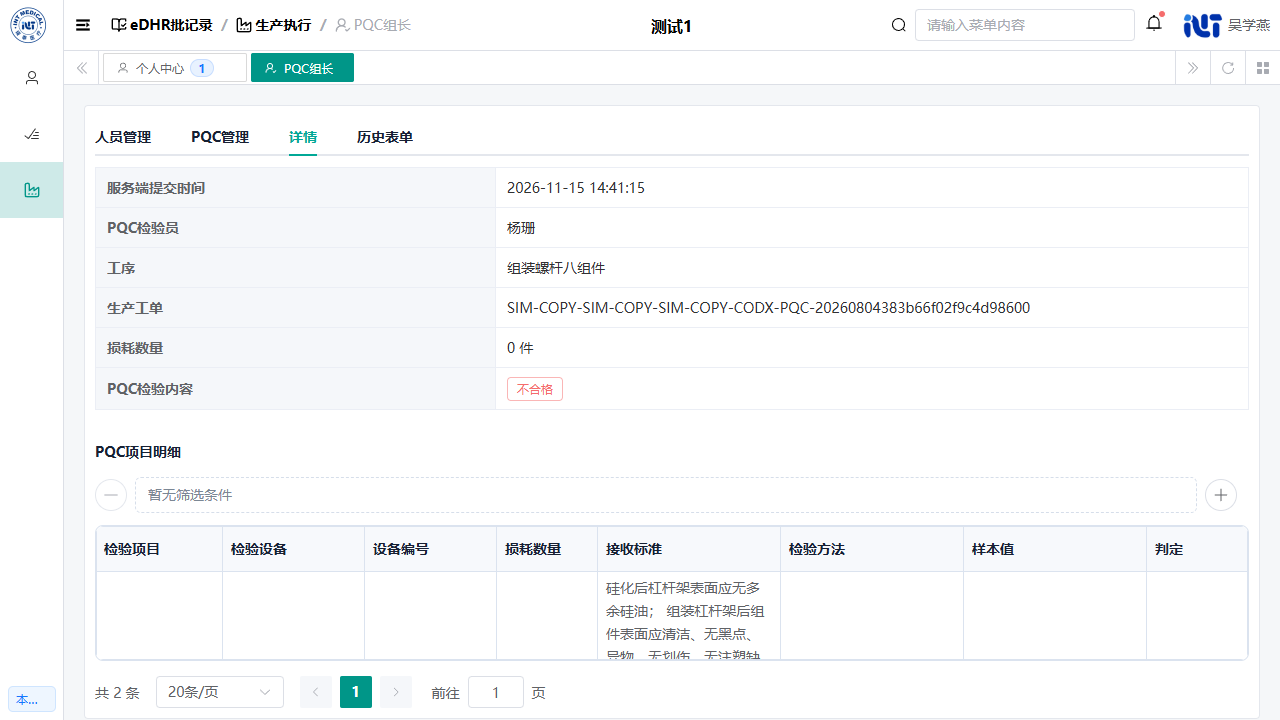 eDHR批记录 / 生产执行 / PQC组长
测试1
请输入菜单内容
吴学燕
个人中心 1
PQC组长
人员管理
PQC管理
详情
历史表单
服务端提交时间 2026-11-15 14:41:15
PQC检验员 杨珊
工序 组装螺杆八组件
生产工单 SIM-COPY-SIM-COPY-SIM-COPY-CODX-PQC-20260804383b66f02f9c4d98600
损耗数量 0 件
PQC检验内容 不合格
PQC项目明细
暂无筛选条件
检验项目 检验设备 设备编号 损耗数量 接收标准 检验方法 样本值 判定
硅化后杠杆架表面应无多
余硅油； 组装杠杆架后组
件表面应清洁、无黑点、
异物、无划伤、无注塑缺
共 2 条 20条/页 1 前往 1 页
本...